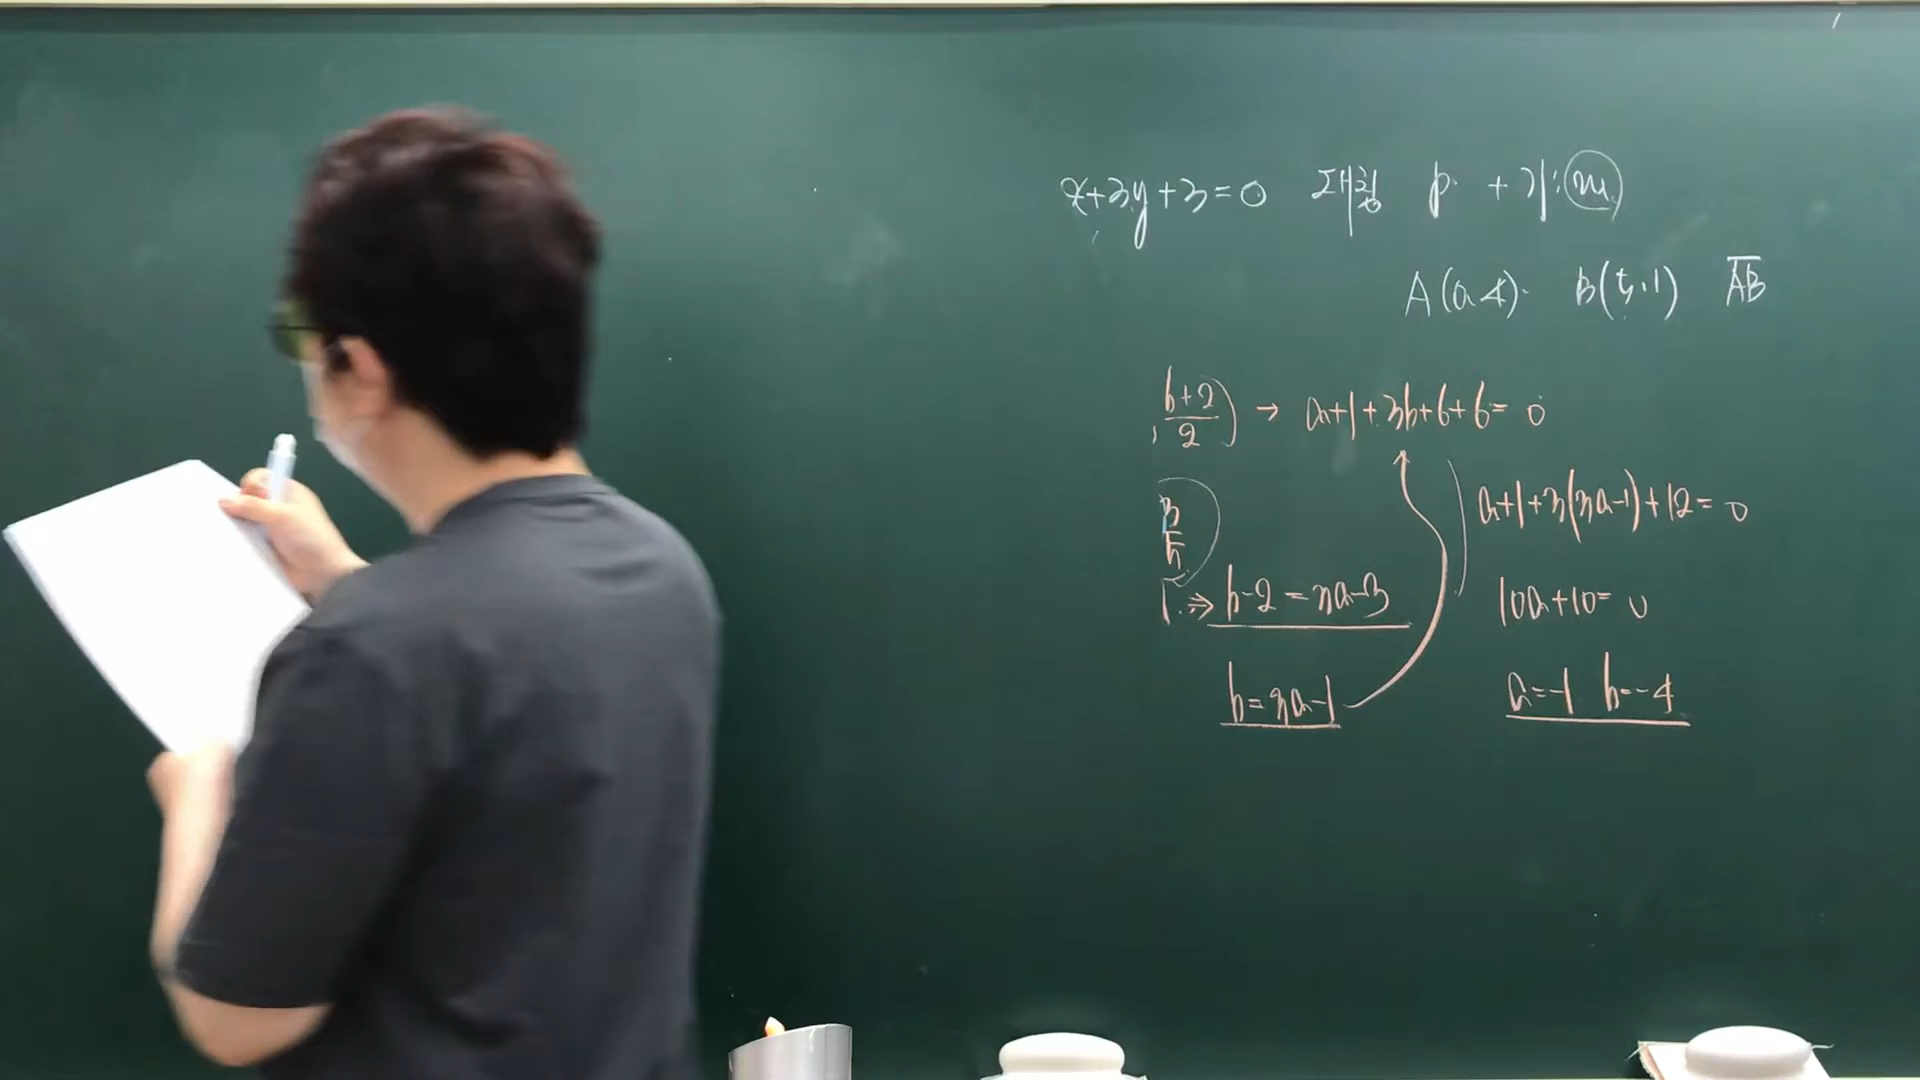 x+3y+3=0 대칭 p + 기: m
A(a 4). B(5, 1) AB
, b+2/2) → a+1+3b+6+6=0
a+1+3(3a-1)+12=0
⇒ b-2=3a-3
10a+10=0
b=3a-1
a=-1 b=-4